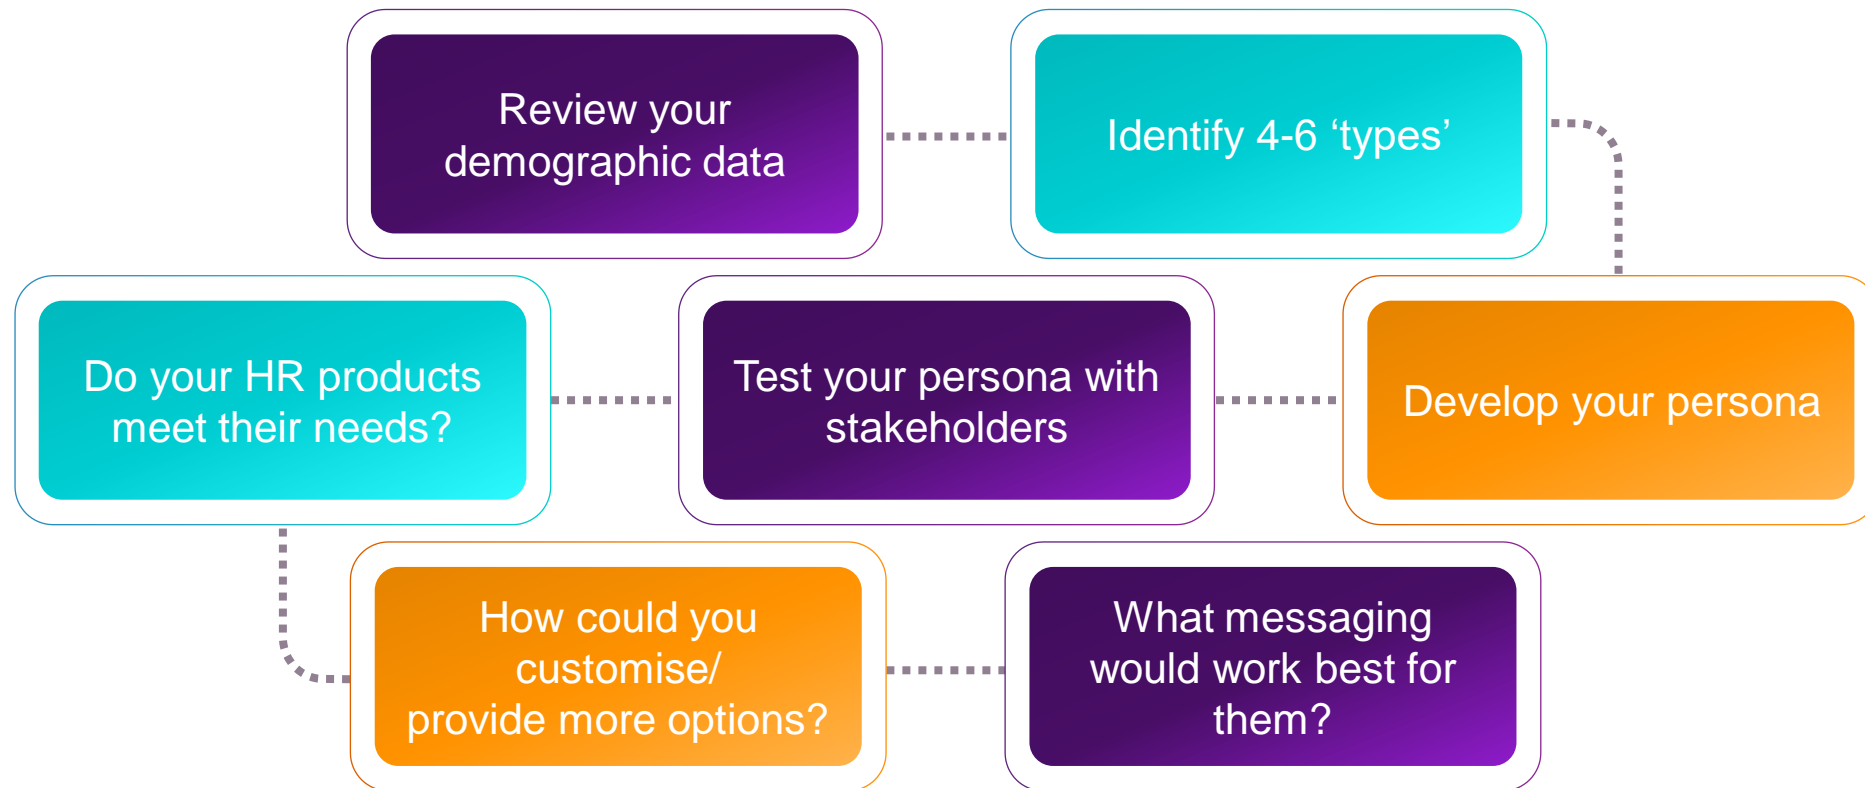 Review your
demographic data
Identify 4-6 ‘types’
Do your HR products
meet their needs?
Test your persona with
stakeholders
Develop your persona
How could you
customise/
provide more options?
What messaging
would work best for
them?